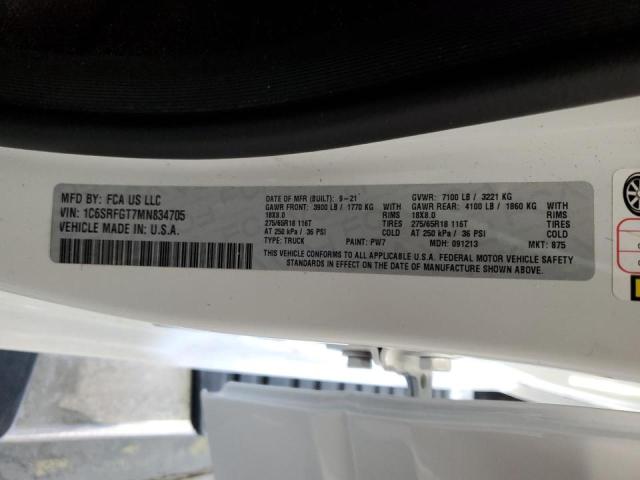 MFD BY: FCA US LLC
VIN: 1C6SRFGT7MN834705
VEHICLE MADE IN: U.S.A.
DATE OF MFR (BUILT): 9-21 GVWR: 7100 LB / 3221 KG
GAWR FRONT: 3900 LB / 1770 KG WITH GAWR REAR: 4100 LB / 1860 KG WITH
18X8.0 RIMS 18X8.0 RIMS
275/65R18 116T TIRES 275/65R18 116T TIRES
AT 250 kPa / 36 PSI COLD AT 250 kPa / 36 PSI COLD
TYPE: TRUCK PAINT: PW7 MDH: 091213 MKT: 875
THIS VEHICLE CONFORMS TO ALL APPLICABLE U.S.A. FEDERAL MOTOR VEHICLE SAFETY
STANDARDS IN EFFECT ON THE DATE OF MANUFACTURE SHOWN ABOVE.